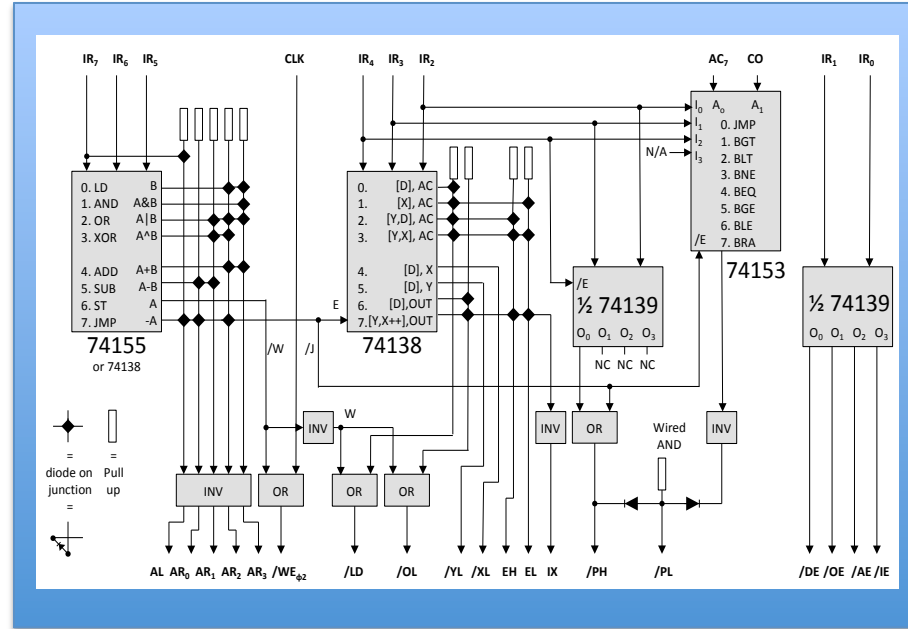 IR7 IR6 IR5 CLK IR4 IR3 IR2 AC7 CO IR1 IR0
I0 A0 A1
I1 0. JMP
I2 1. BGT
N/A I3 2. BLT
3. BNE
4. BEQ
5. BGE
6. BLE
/E 7. BRA
74153
0. LD B
1. AND A&B
2. OR A|B
3. XOR A^B
4. ADD A+B
5. SUB A-B
6. ST A
7. JMP -A
74155
or 74138
0. [D], AC
1. [X], AC
2. [Y,D], AC
3. [Y,X], AC
4. [D], X
5. [D], Y
6. [D],OUT
E 7. [Y,X++],OUT
74138
/E
½ 74139
O0 O1 O2 O3
NC NC NC
½ 74139
O0 O1 O2 O3
/W /J
W
INV
INV OR Wired AND INV
= =
diode on junction Pull up
=
INV OR OR OR
AL AR0 AR1 AR2 AR3 /WEϕ2 /LD /OL /YL /XL EH EL IX /PH /PL /DE /OE /AE /IE